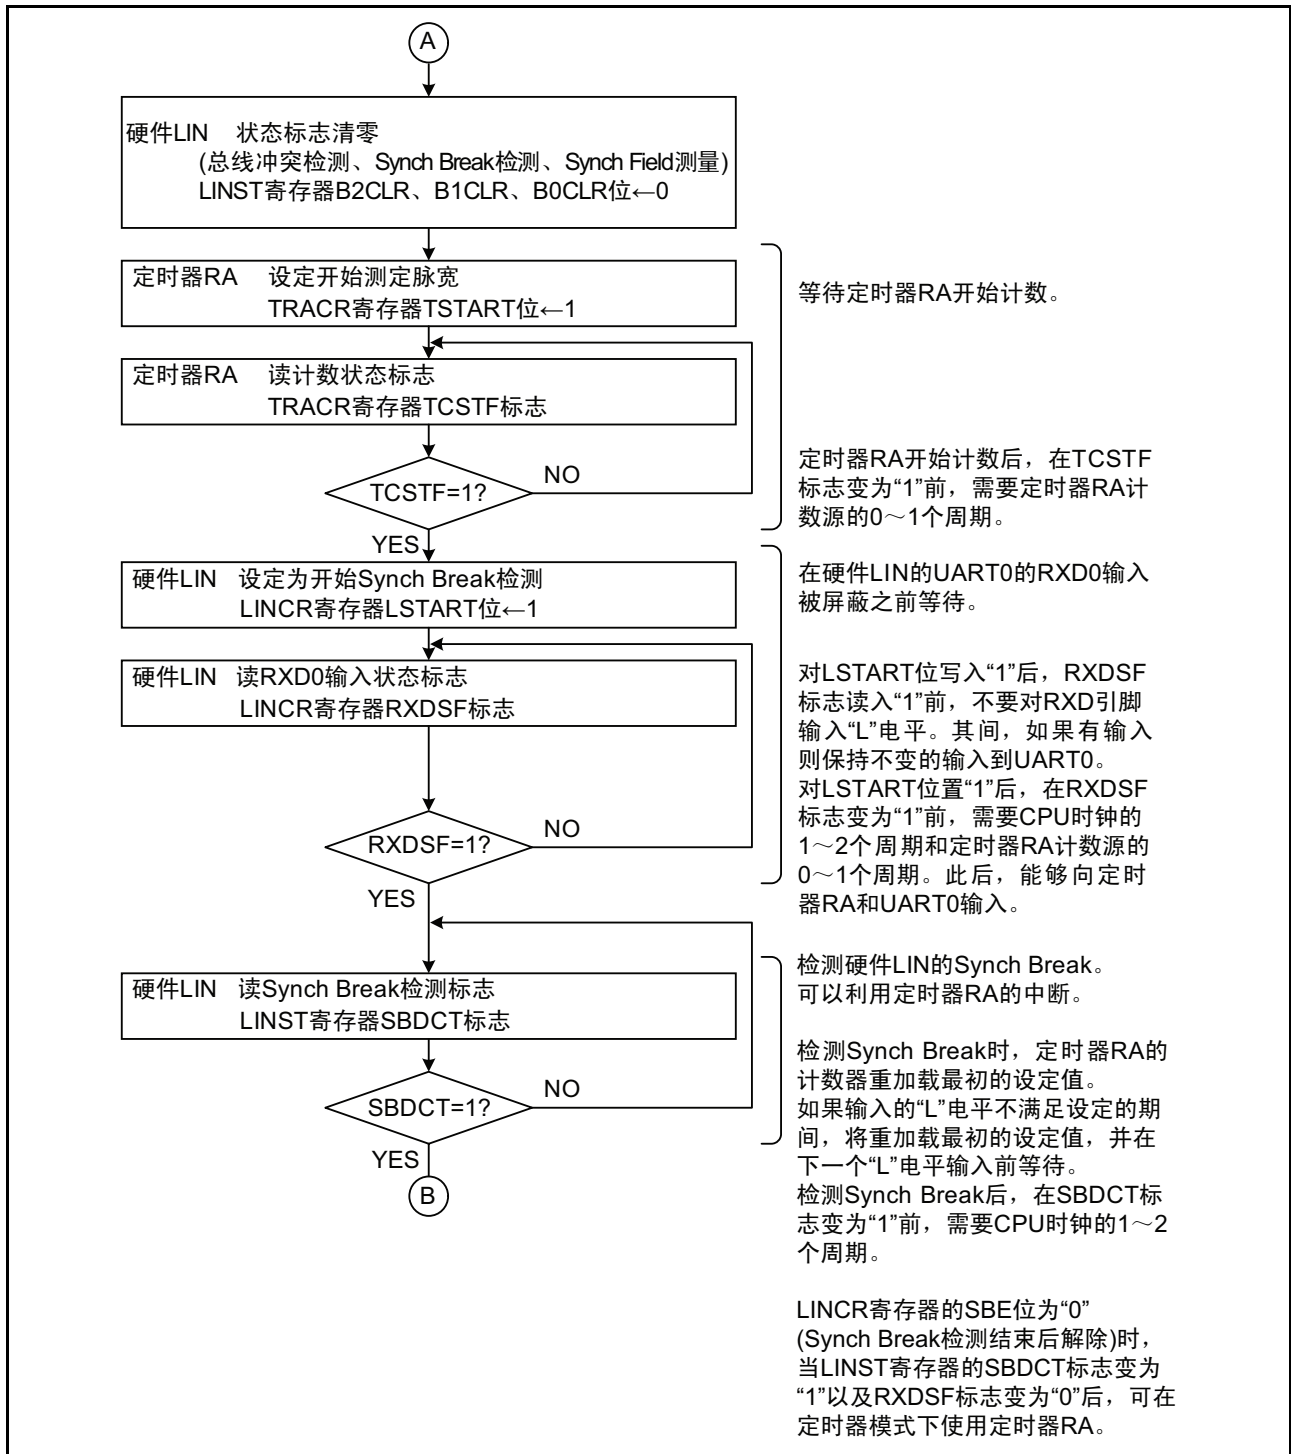 A
硬件LIN 状态标志清零
(总线冲突检测、Synch Break检测、Synch Field测量)
LINST寄存器B2CLR、B1CLR、B0CLR位←0
定时器RA 设定开始测定脉宽
TRACR寄存器TSTART位←1
等待定时器RA开始计数。
定时器RA 读计数状态标志
TRACR寄存器TCSTF标志
TCSTF=1?
NO
YES
定时器RA开始计数后，在TCSTF
标志变为“1”前，需要定时器RA计
数源的0～1个周期。
硬件LIN 设定为开始Synch Break检测
LINCR寄存器LSTART位←1
在硬件LIN的UART0的RXD0输入
被屏蔽之前等待。
硬件LIN 读RXD0输入状态标志
LINCR寄存器RXDSF标志
RXDSF=1?
NO
YES
对LSTART位写入“1”后，RXDSF
标志读入“1”前，不要对RXD引脚
输入“L”电平。其间，如果有输入
则保持不变的输入到UART0。
对LSTART位置“1”后，在RXDSF
标志变为“1”前，需要CPU时钟的
1～2个周期和定时器RA计数源的
0～1个周期。此后，能够向定时
器RA和UART0输入。
硬件LIN 读Synch Break检测标志
LINST寄存器SBDCT标志
SBDCT=1?
NO
YES
B
检测硬件LIN的Synch Break。
可以利用定时器RA的中断。
检测Synch Break时，定时器RA的
计数器重加载最初的设定值。
如果输入的“L”电平不满足设定的期
间，将重加载最初的设定值，并在
下一个“L”电平输入前等待。
检测Synch Break后，在SBDCT标
志变为“1”前，需要CPU时钟的1～2
个周期。
LINCR寄存器的SBE位为“0”
(Synch Break检测结束后解除)时，
当LINST寄存器的SBDCT标志变为
“1”以及RXDSF标志变为“0”后，可在
定时器模式下使用定时器RA。